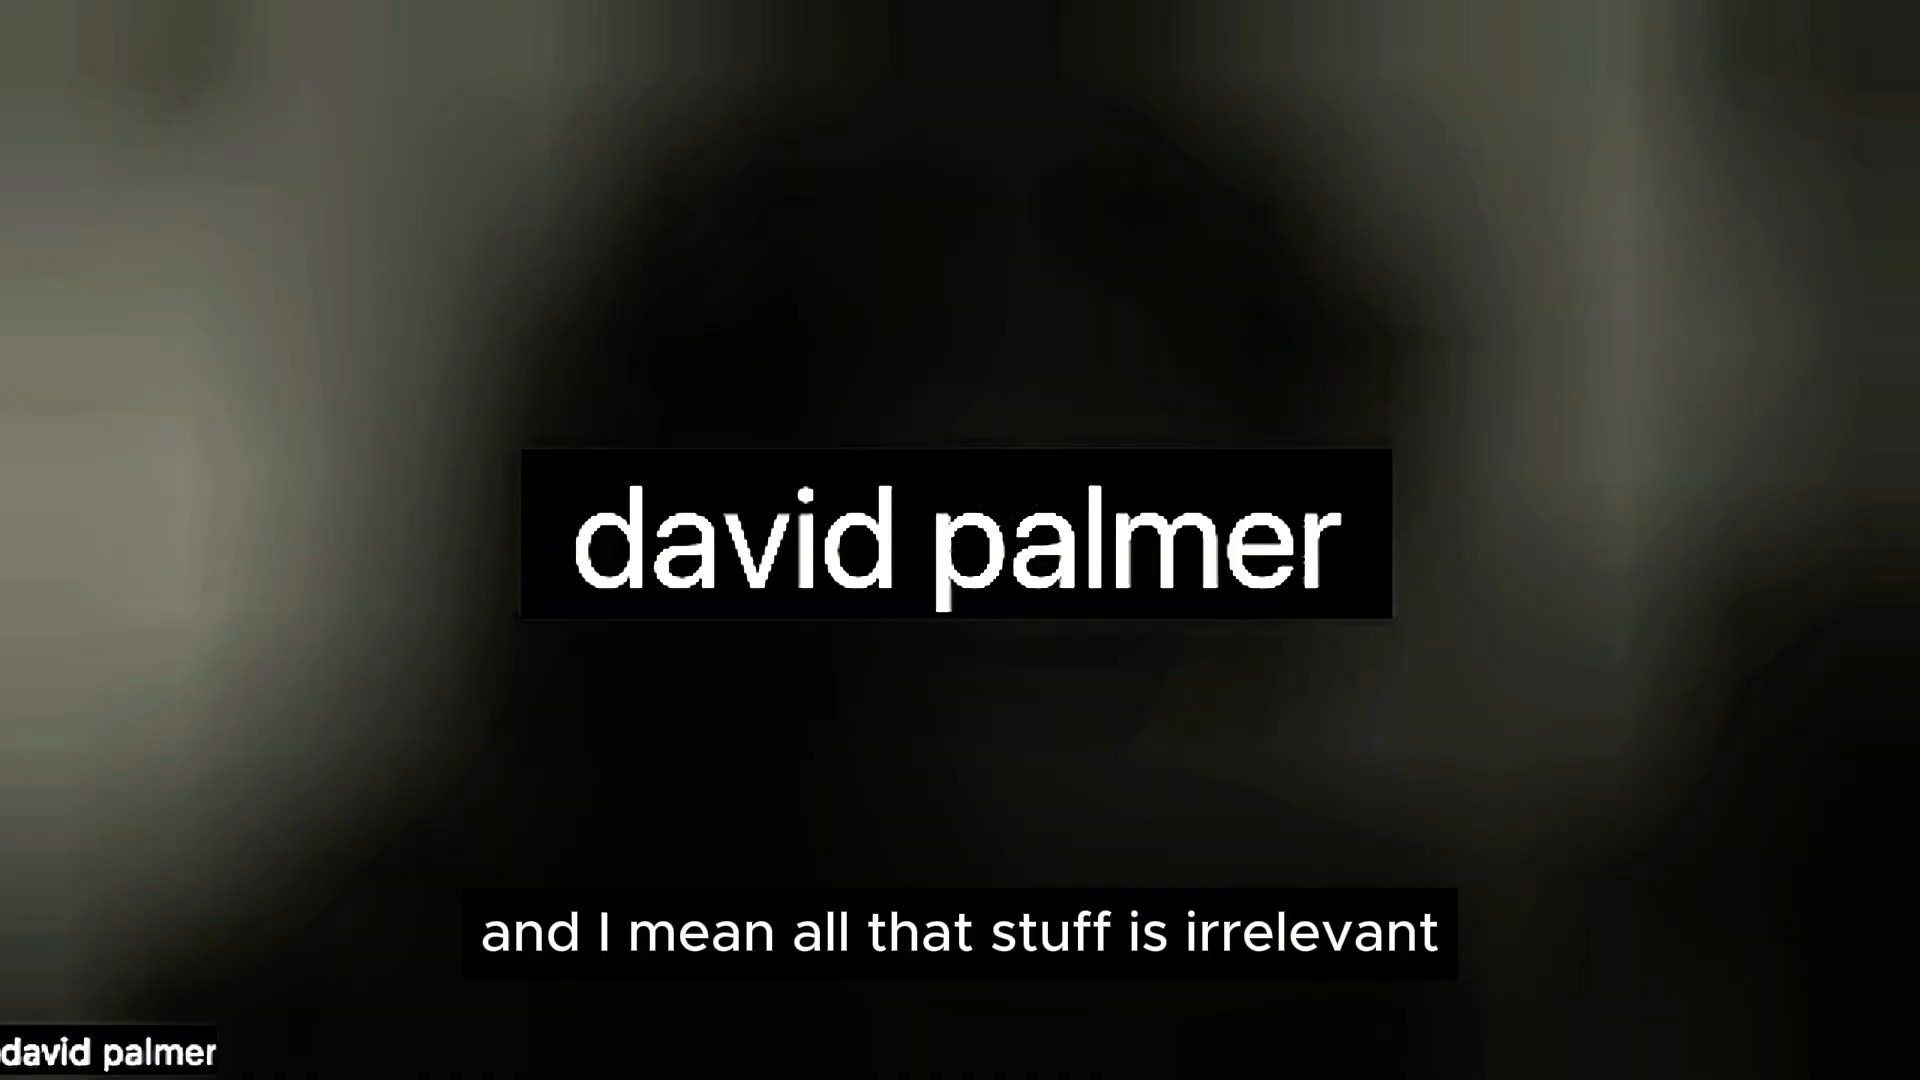 david palmer
and I mean all that stuff is irrelevant
david palmer